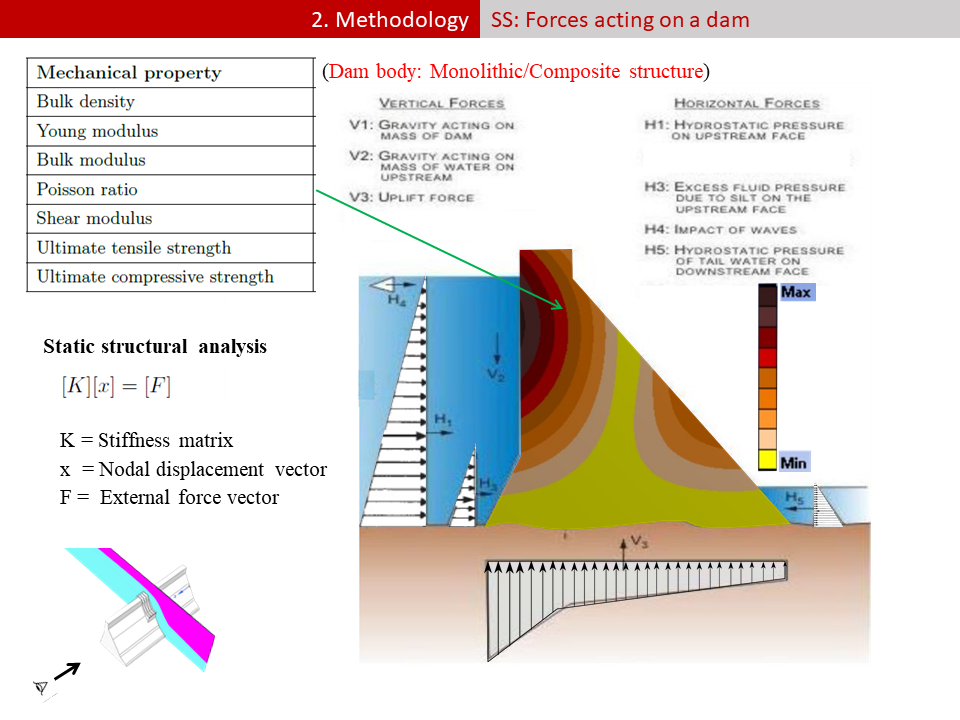 2. Methodology SS: Forces acting on a dam
(Dam body: Monolithic/Composite structure)
Mechanical property
Bulk density
Young modulus
Bulk modulus
Poisson ratio
Shear modulus
Ultimate tensile strength
Ultimate compressive strength
VERTICAL FORCES
V1: GRAVITY ACTING ON
MASS OF DAM
V2: GRAVITY ACTING ON
MASS OF WATER ON
UPSTREAM
V3: UPLIFT FORCE
HORIZONTAL FORCES
H1: HYDROSTATIC PRESSURE
ON UPSTREAM FACE
H3: EXCESS FLUID PRESSURE
DUE TO SILT ON THE
UPSTREAM FACE
H4: IMPACT OF WAVES
H5: HYDROSTATIC PRESSURE
OF TAIL WATER ON
DOWNSTREAM FACE
Max
Min
H4
V2
H1
H3
H5
V3
Static structural analysis
[K][x] = [F]
K = Stiffness matrix
x = Nodal displacement vector
F = External force vector